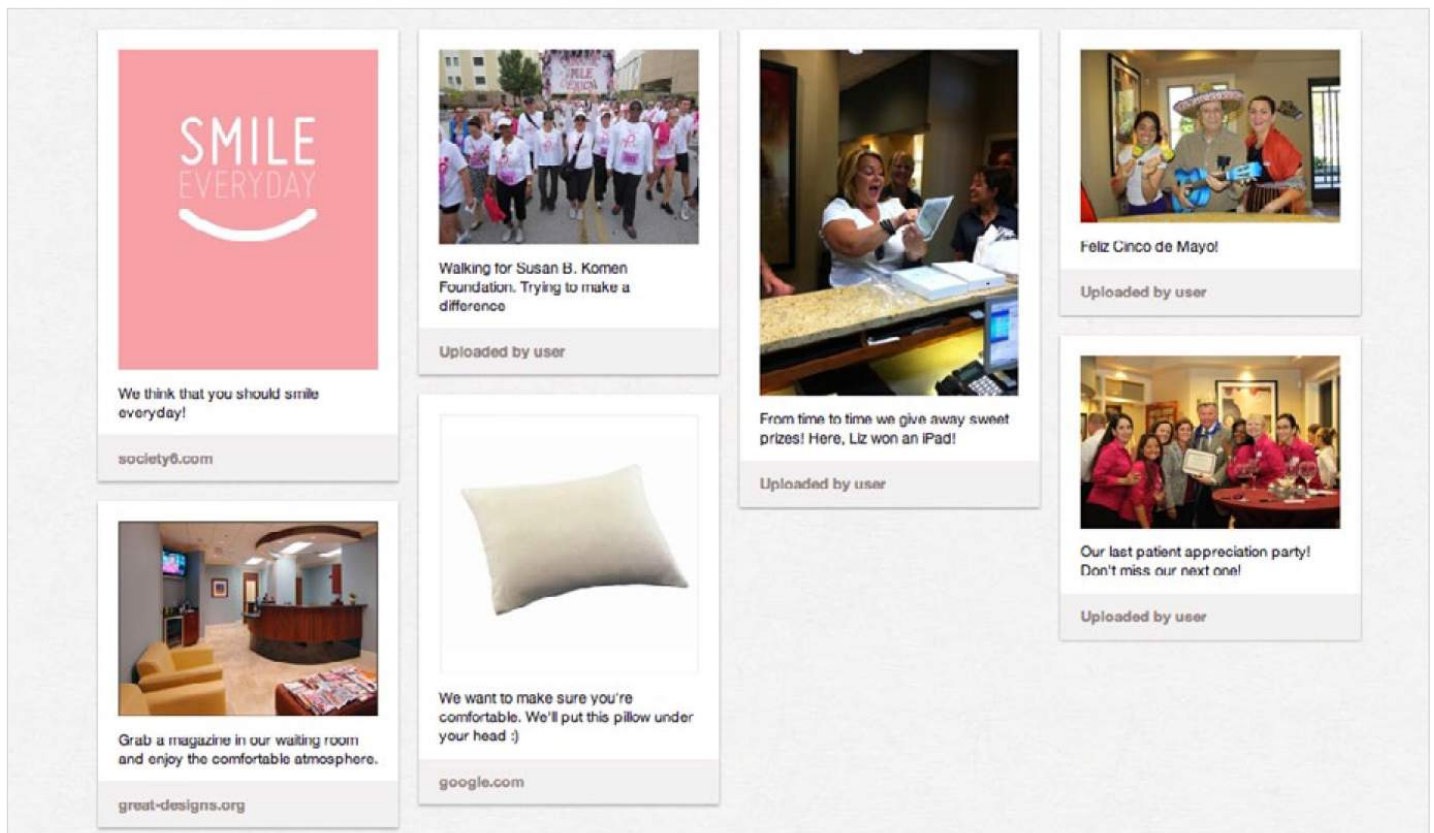 SMILE
EVERYDAY
We think that you should smile
everyday!
society6.com
Grab a magazine in our waiting room
and enjoy the comfortable atmosphere.
great-designs.org
Walking for Susan B. Komen
Foundation. Trying to make a
difference
Uploaded by user
We want to make sure you're
comfortable. We'll put this pillow under
your head :)
google.com
From time to time we give away sweet
prizes! Here, Liz won an iPad!
Uploaded by user
Feliz Cinco de Mayo!
Uploaded by user
Our last patient appreciation party!
Don't miss our next one!
Uploaded by user